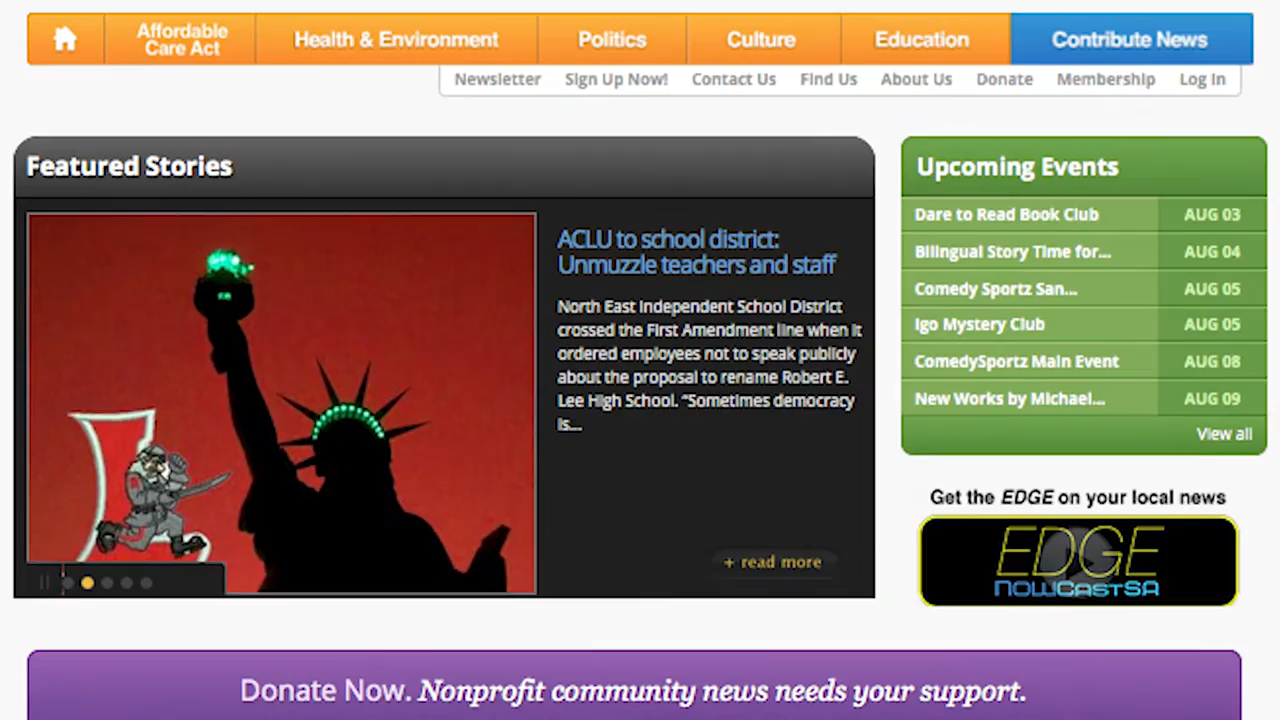 Affordable
Care Act
Health & Environment
Politics
Culture
Education
Contribute News
Newsletter
Sign Up Now!
Contact Us
Find Us
About Us
Donate
Membership
Log In
Featured Stories
ACLU to school district:
Unmuzzle teachers and staff
North East Independent School District
crossed the First Amendment line when it
ordered employees not to speak publicly
about the proposal to rename Robert E.
Lee High School. “Sometimes democracy
is...
+ read more
Upcoming Events
Dare to Read Book Club AUG 03
Bilingual Story Time for... AUG 04
Comedy Sportz San... AUG 05
Igo Mystery Club AUG 05
ComedySportz Main Event AUG 08
New Works by Michael... AUG 09
View all
Get the EDGE on your local news
EDGE
NOWCASTSA
Donate Now. Nonprofit community news needs your support.